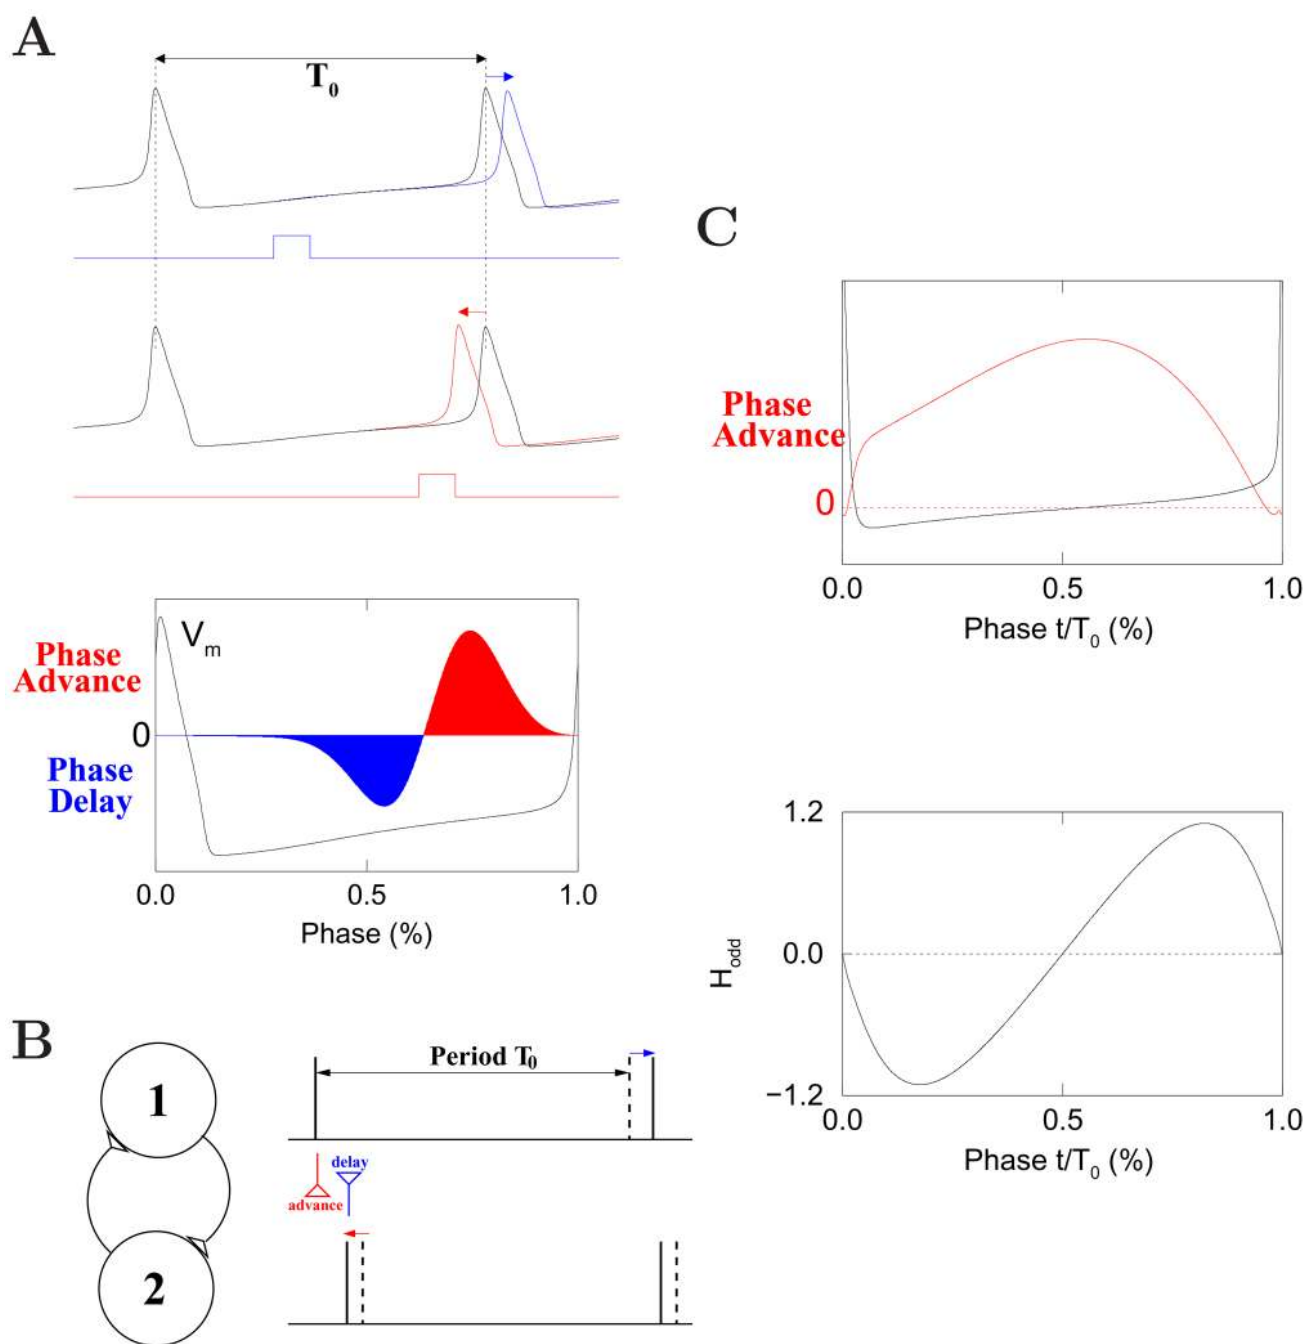 A
T0
C
Phase
Advance
0
0.0
0.5
1.0
Phase t/T0 (%)
Phase
Advance
0
Phase
Delay
Vm
0.0
0.5
1.0
Phase (%)
1.2
0.0
−1.2
Hodd
0.0
0.5
1.0
Phase t/T0 (%)
B
1
2
Period T0
delay
advance